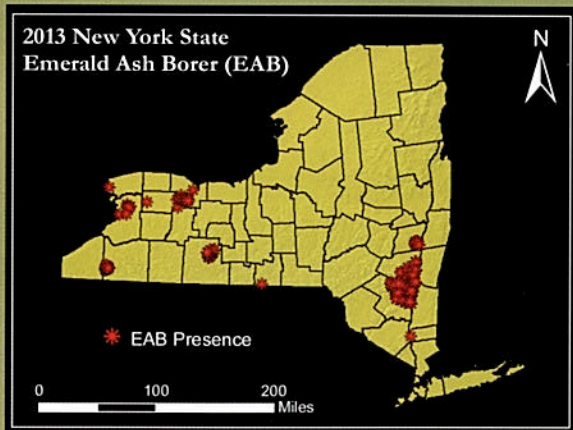 2013 New York State
Emerald Ash Borer (EAB)
N
EAB Presence
0 100 200
Miles